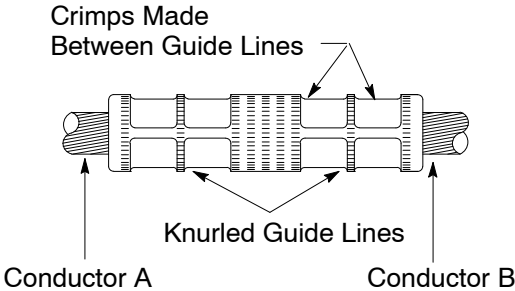 Crimps Made
Between Guide Lines
Knurled Guide Lines
Conductor A
Conductor B